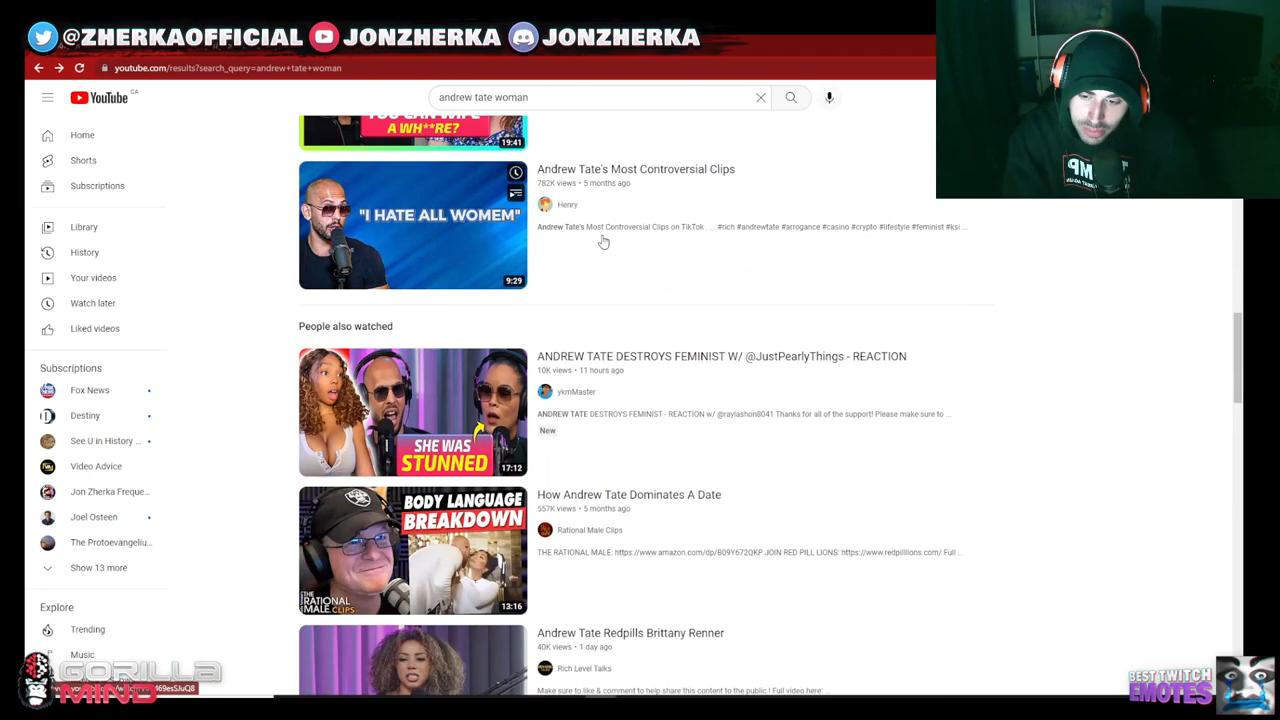 @ZHERKAOFFICIAL JONZHERKA JONZHERKA
youtube.com/results?search_query=andrew+tate+woman
YouTube CA
andrew tate woman
Home
Shorts
Subscriptions
Library
History
Your videos
Watch later
Liked videos
Subscriptions
Fox News
Destiny
See U in History ...
Video Advice
Jon Zherka Freque...
Joel Osteen
The Protoevangeliu...
Show 13 more
Explore
Trending
Music
GORILLA
MIND
YOU CAN WIFE
A WH**RE?
19:41
"I HATE ALL WOMEM"
9:29
Andrew Tate's Most Controversial Clips
782K views • 5 months ago
Henry
Andrew Tate's Most Controversial Clips on TikTok . . . #rich #andrewtate #arrogance #casino #crypto #lifestyle #feminist #ksi ...
People also watched
SHE WAS
STUNNED
17:12
ANDREW TATE DESTROYS FEMINIST W/ @JustPearlyThings - REACTION
10K views • 11 hours ago
ykmMaster
ANDREW TATE DESTROYS FEMINIST - REACTION w/ @raylashon8041 Thanks for all of the support! Please make sure to ...
New
BODY LANGUAGE
BREAKDOWN
THE
RATIONAL
MALE.CLIPS
13:16
How Andrew Tate Dominates A Date
557K views • 5 months ago
Rational Male Clips
THE RATIONAL MALE: https://www.amazon.com/dp/B09Y672QKP JOIN RED PILL LIONS: https://www.redpilllions.com/ Full ...
Andrew Tate Redpills Brittany Renner
40K views • 1 day ago
Rich Level Talks
Make sure to like & comment to help share this content to the public ! Full video here: ...
BEST TWITCH
EMOTES